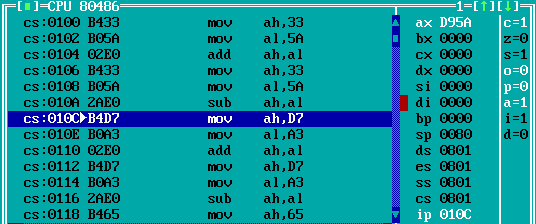 [■]=CPU 80486 1=[↑][↓]
cs:0100 B433 mov ah,33 ax D95A c=1
cs:0102 B05A mov al,5A bx 0000 z=0
cs:0104 02E0 add ah,al cx 0000 s=1
cs:0106 B433 mov ah,33 dx 0000 o=0
cs:0108 B05A mov al,5A si 0000 p=0
cs:010A 2AE0 sub ah,al di 0000 a=1
cs:010C►B4D7 mov ah,D7 bp 0000 i=1
cs:010E B0A3 mov al,A3 sp 0080 d=0
cs:0110 02E0 add ah,al ds 0801
cs:0112 B4D7 mov ah,D7 es 0801
cs:0114 B0A3 mov al,A3 ss 0801
cs:0116 2AE0 sub ah,al cs 0801
cs:0118 B465 mov ah,65 ip 010C